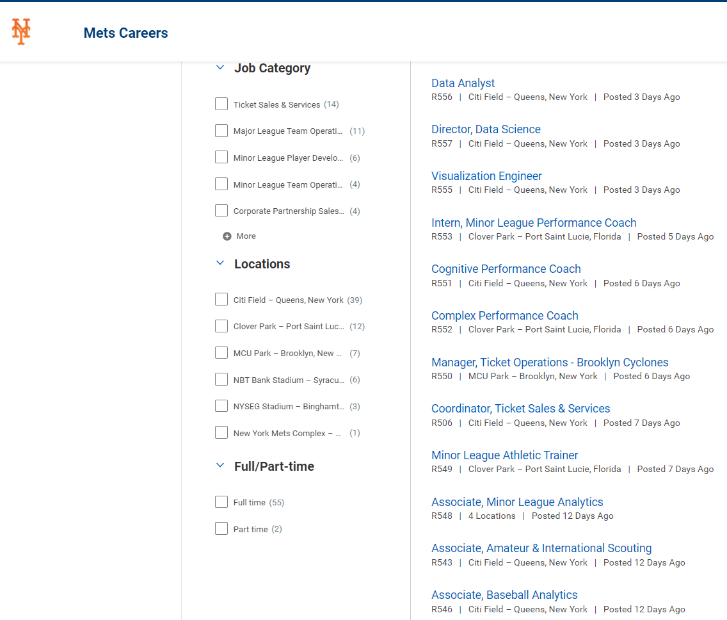 NY
Mets Careers
Job Category
Ticket Sales & Services (14)
Major League Team Operati... (11)
Minor League Player Develo... (6)
Minor League Team Operati... (4)
Corporate Partnership Sales... (4)
More
Locations
Citi Field – Queens, New York (39)
Clover Park – Port Saint Luc... (12)
MCU Park – Brooklyn, New ... (7)
NBT Bank Stadium – Syracu... (6)
NYSEG Stadium – Binghamt... (3)
New York Mets Complex – ... (1)
Full/Part-time
Full time (55)
Part time (2)
Data Analyst
R556 | Citi Field – Queens, New York | Posted 3 Days Ago
Director, Data Science
R557 | Citi Field – Queens, New York | Posted 3 Days Ago
Visualization Engineer
R555 | Citi Field – Queens, New York | Posted 3 Days Ago
Intern, Minor League Performance Coach
R553 | Clover Park – Port Saint Lucie, Florida | Posted 5 Days Ago
Cognitive Performance Coach
R551 | Citi Field – Queens, New York | Posted 6 Days Ago
Complex Performance Coach
R552 | Clover Park – Port Saint Lucie, Florida | Posted 6 Days Ago
Manager, Ticket Operations - Brooklyn Cyclones
R550 | MCU Park – Brooklyn, New York | Posted 6 Days Ago
Coordinator, Ticket Sales & Services
R506 | Citi Field – Queens, New York | Posted 7 Days Ago
Minor League Athletic Trainer
R549 | Clover Park – Port Saint Lucie, Florida | Posted 7 Days Ago
Associate, Minor League Analytics
R548 | 4 Locations | Posted 12 Days Ago
Associate, Amateur & International Scouting
R543 | Citi Field – Queens, New York | Posted 12 Days Ago
Associate, Baseball Analytics
R546 | Citi Field – Queens, New York | Posted 12 Days Ago